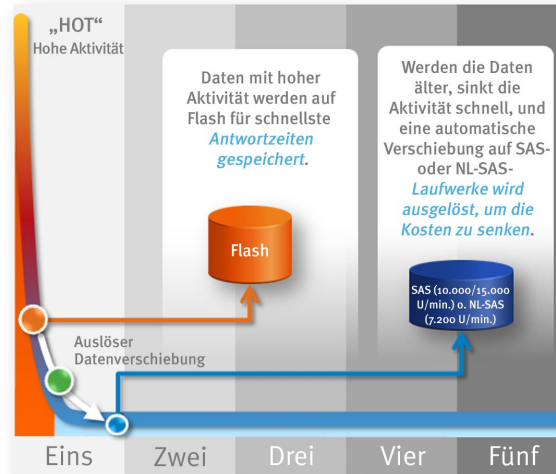 „HOT“
Hohe Aktivität
Daten mit hoher
Aktivität werden auf
Flash für schnellste
Antwortzeiten
gespeichert.
Werden die Daten
älter, sinkt die
Aktivität schnell, und
eine automatische
Verschiebung auf SAS-
oder NL-SAS-
Laufwerke wird
ausgelöst, um die
Kosten zu senken.
Flash
SAS (10.000/15.000
U/min.) o. NL-SAS
(7.200 U/min.)
Auslöser
Datenverschiebung
Eins
Zwei
Drei
Vier
Fünf